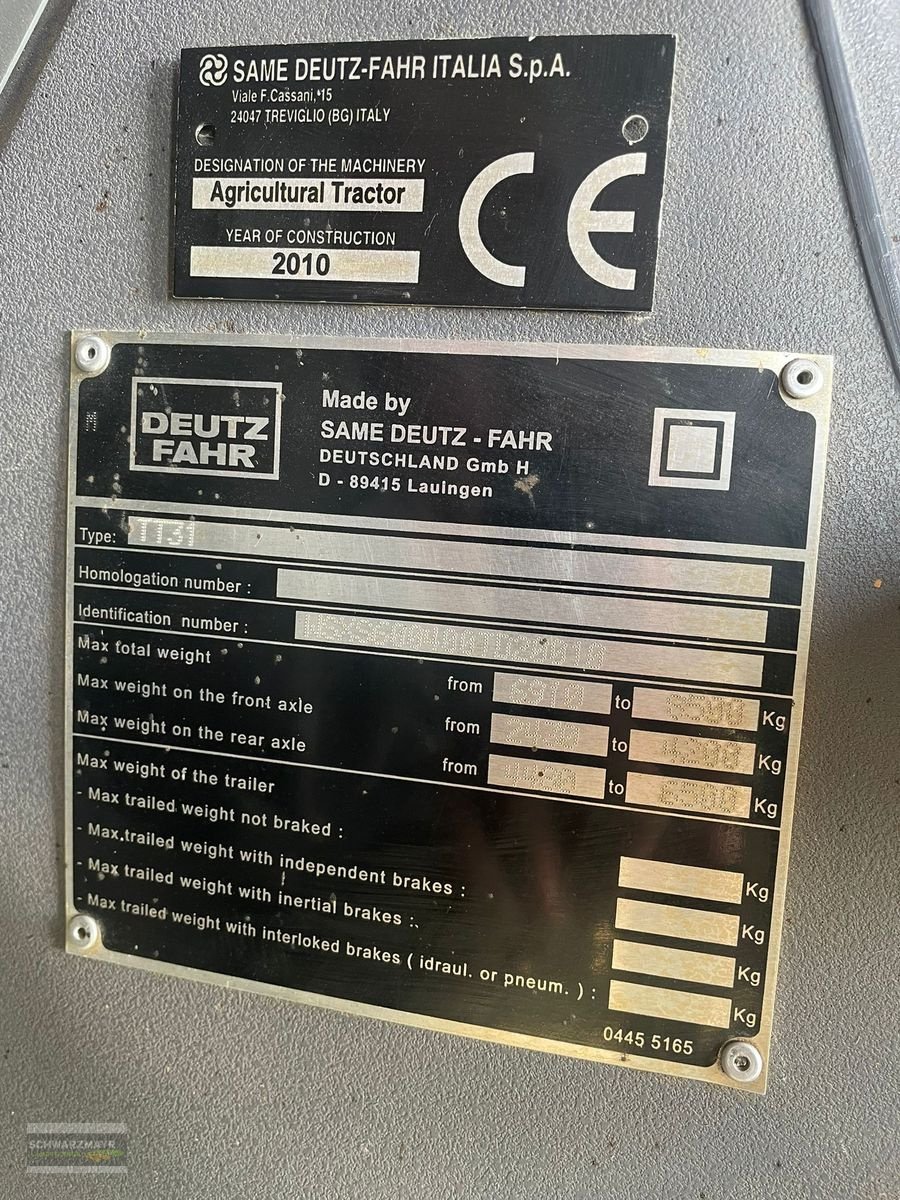 SAME DEUTZ-FAHR ITALIA S.p.A.
Viale F.Cassani, 15
24047 TREVIGLIO (BG) ITALY
DESIGNATION OF THE MACHINERY
Agricultural Tractor
YEAR OF CONSTRUCTION
2010
CE
M
DEUTZ
FAHR
Made by
SAME DEUTZ - FAHR
DEUTSCHLAND Gmb H
D - 89415 Lauingen
Type:
Homologation number :
Identification number :
Max total weight from to Kg
Max weight on the front axle from to Kg
Max weight on the rear axle from to Kg
Max weight of the trailer
- Max trailed weight not braked : Kg
- Max.trailed weight with independent brakes : Kg
- Max trailed weight with inertial brakes : Kg
- Max trailed weight with interloked brakes ( idraul. or pneum. ) : Kg
0445 5165
SCHWARZMAYR